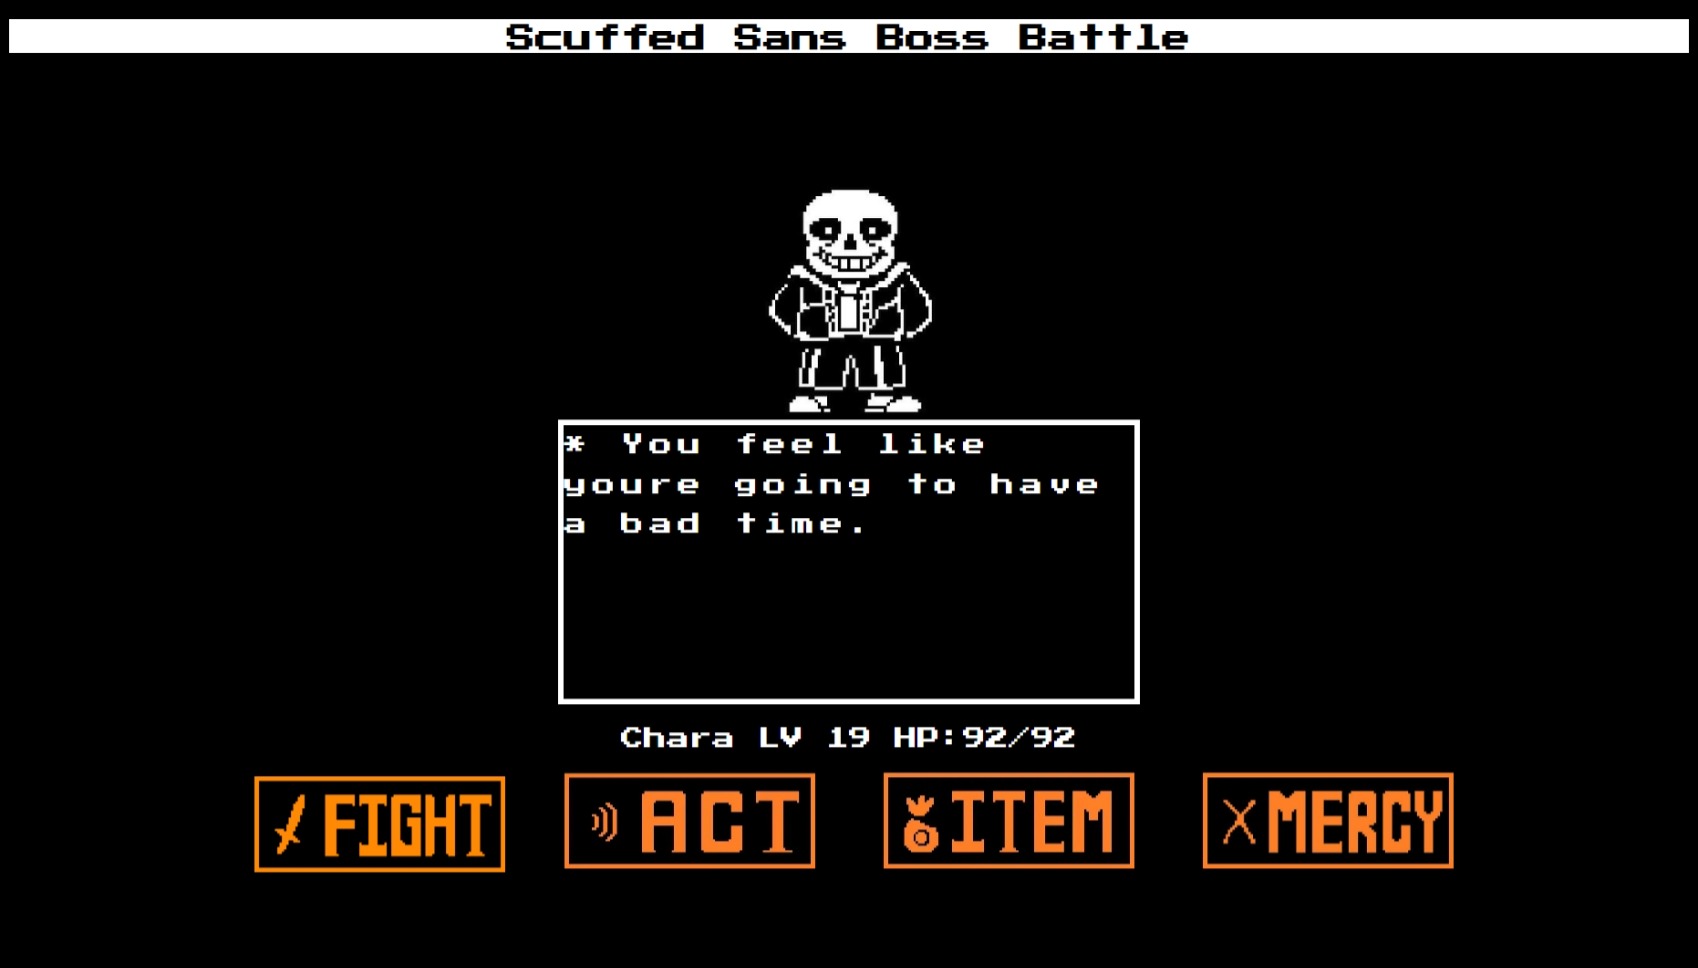 Scuffed Sans Boss Battle
* You feel like
youre going to have
a bad time.
Chara LV 19 HP:92/92
FIGHT ACT ITEM MERCY